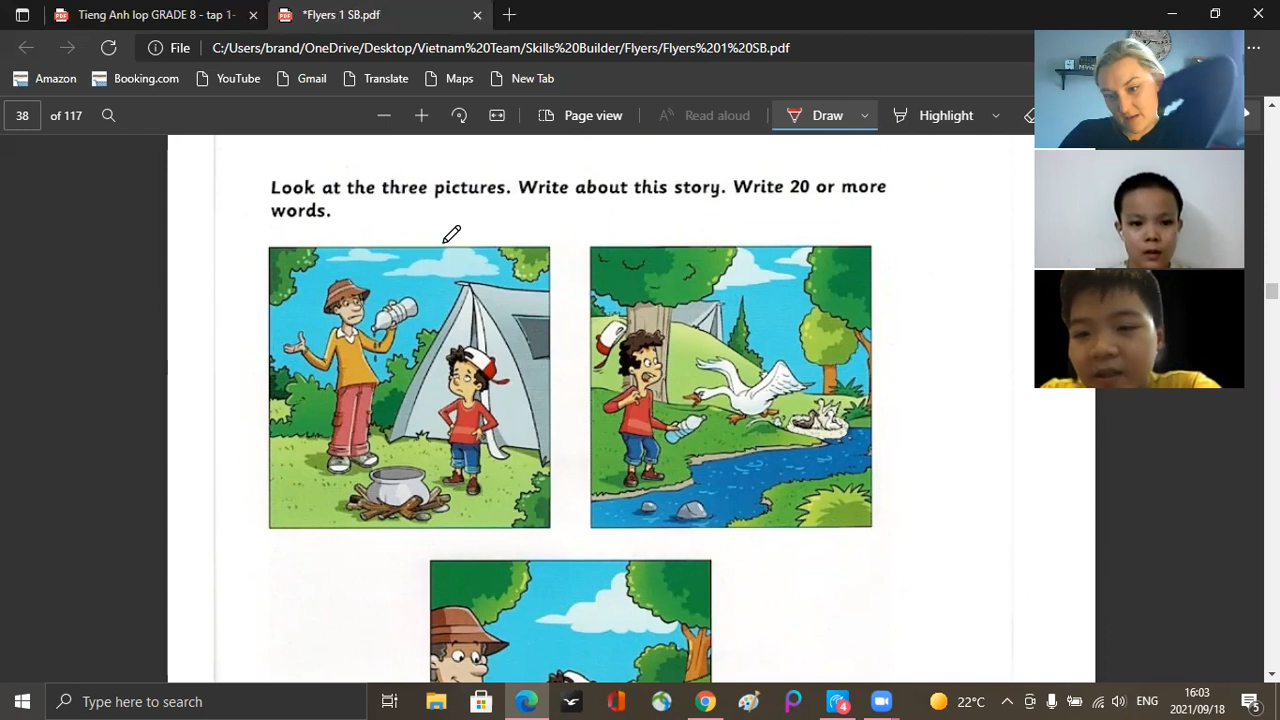 Tieng Anh lop GRADE 8 - tap 1-
*Flyers 1 SB.pdf
File
C:/Users/brand/OneDrive/Desktop/Vietnam%20Team/Skills%20Builder/Flyers/Flyers%201%20SB.pdf
Amazon
Booking.com
YouTube
Gmail
Translate
Maps
New Tab
38 of 117
Page view
Read aloud
Draw
Highlight
Look at the three pictures. Write about this story. Write 20 or more
words.
Type here to search
4
22°C
ENG
16:03
2021/09/18
5